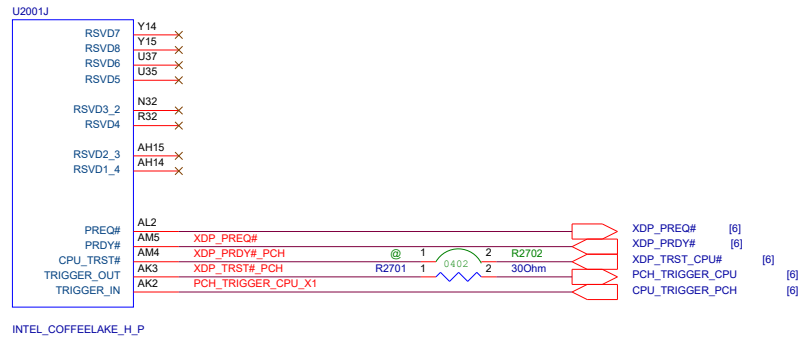 U2001J
RSVD7 Y14
RSVD8 Y15
RSVD6 U37
RSVD5 U35
RSVD3_2 N32
RSVD4 R32
RSVD2_3 AH15
RSVD1_4 AH14
PREQ# AL2 XDP_PREQ# [6]
PRDY# AM5 XDP_PREQ# XDP_PRDY# [6]
CPU_TRST# AM4 XDP_PRDY#_PCH @ 1 2 R2702 XDP_TRST_CPU# [6]
0402
TRIGGER_OUT AK3 XDP_TRST#_PCH R2701 1 2 30Ohm PCH_TRIGGER_CPU [6]
TRIGGER_IN AK2 PCH_TRIGGER_CPU_X1 CPU_TRIGGER_PCH [6]
INTEL_COFFEELAKE_H_P